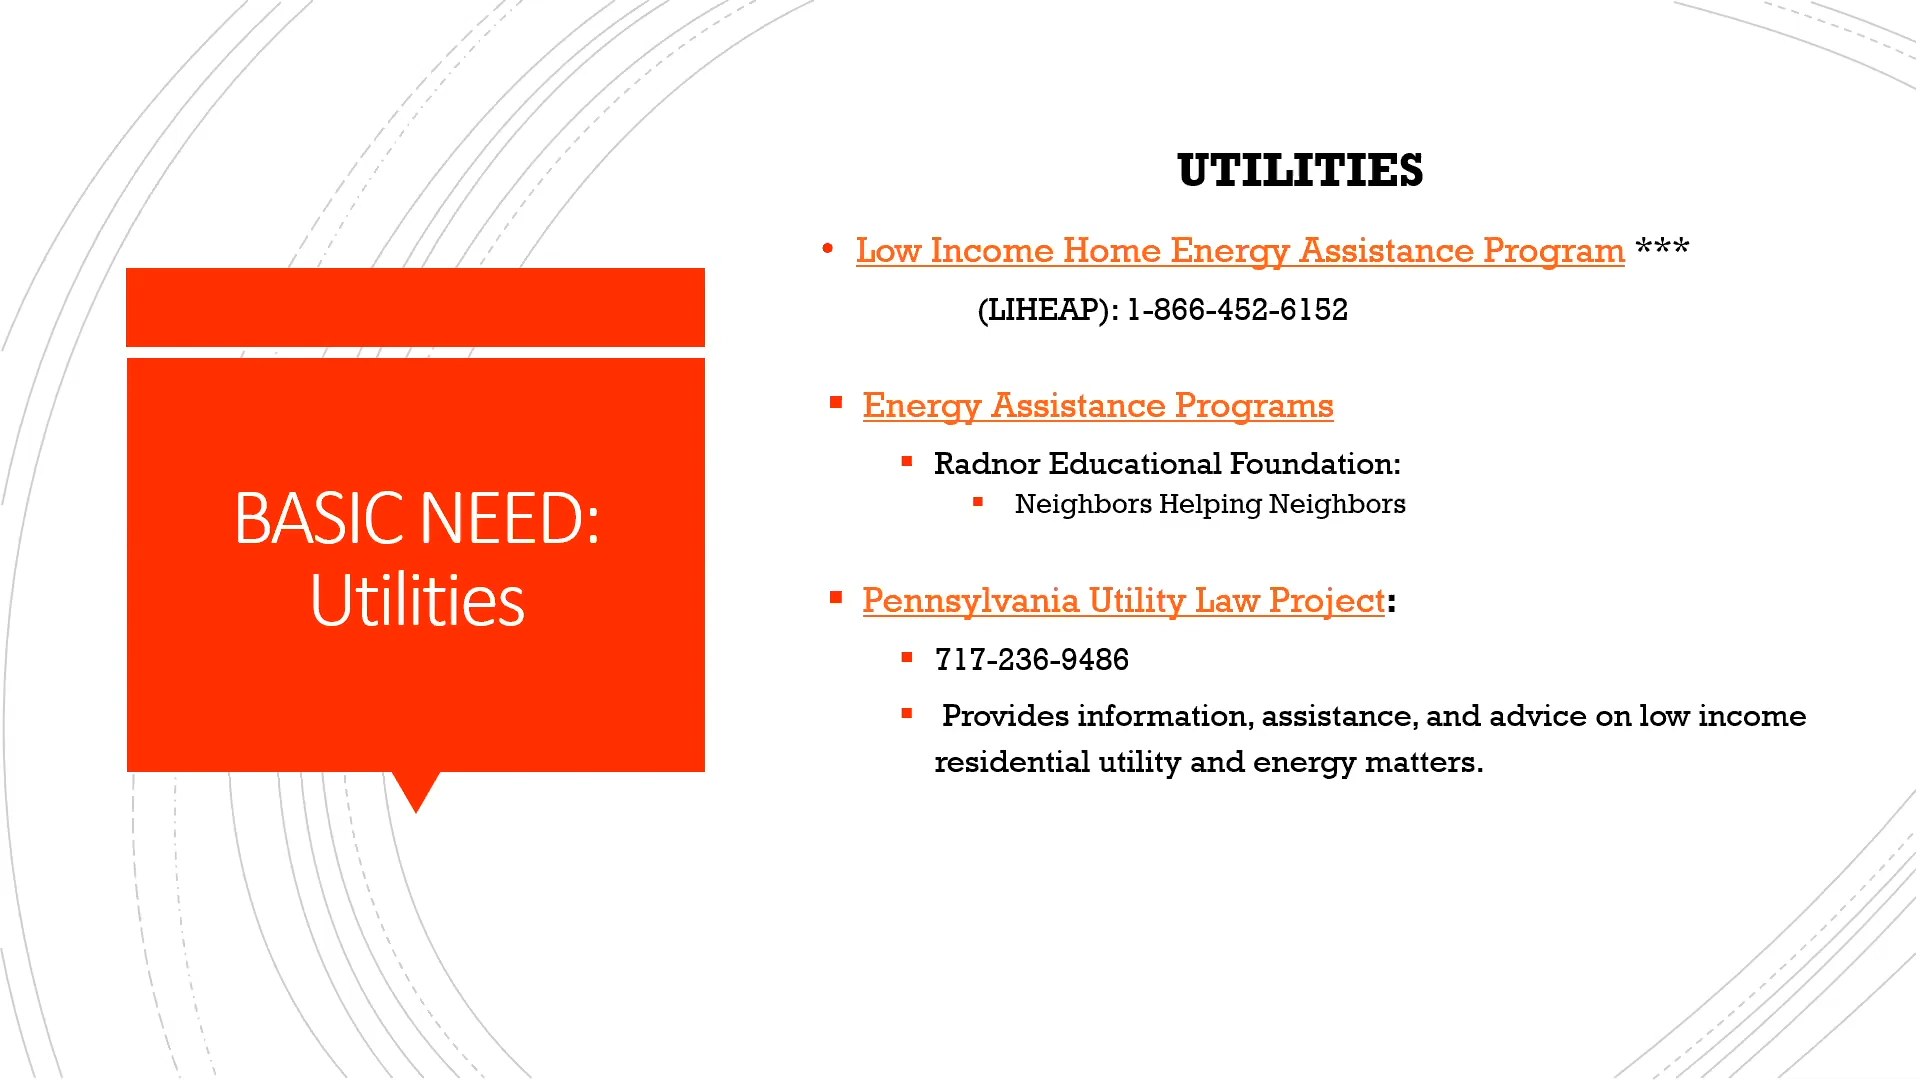 BASIC NEED:
Utilities
UTILITIES
• Low Income Home Energy Assistance Program ***
(LIHEAP): 1-866-452-6152
▪ Energy Assistance Programs
▪ Radnor Educational Foundation:
▪ Neighbors Helping Neighbors
▪ Pennsylvania Utility Law Project:
▪ 717-236-9486
▪ Provides information, assistance, and advice on low income
residential utility and energy matters.